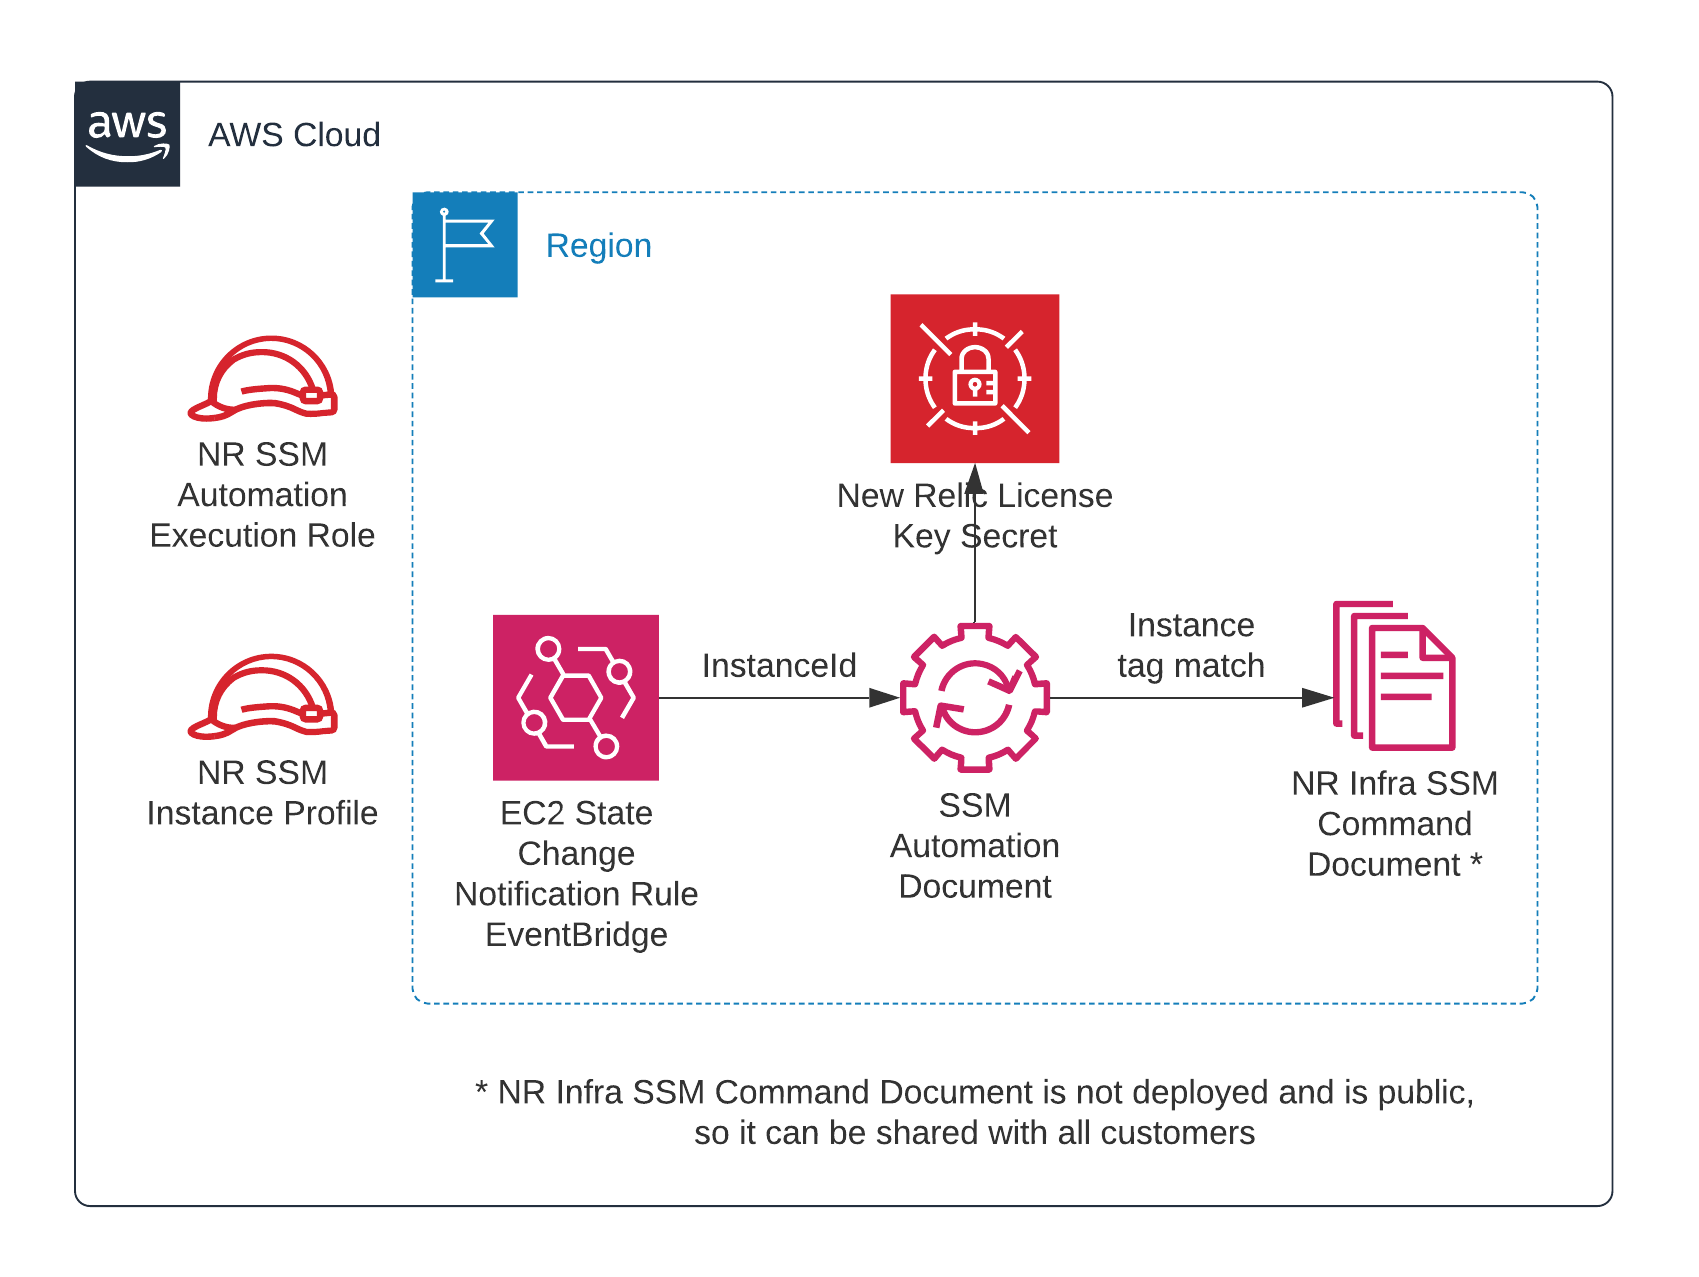 aws
AWS Cloud
Region
NR SSM
Automation
Execution Role
NR SSM
Instance Profile
New Relic License
Key Secret
EC2 State
Change
Notification Rule
EventBridge
InstanceId
SSM
Automation
Document
Instance
tag match
NR Infra SSM
Command
Document *
* NR Infra SSM Command Document is not deployed and is public,
so it can be shared with all customers